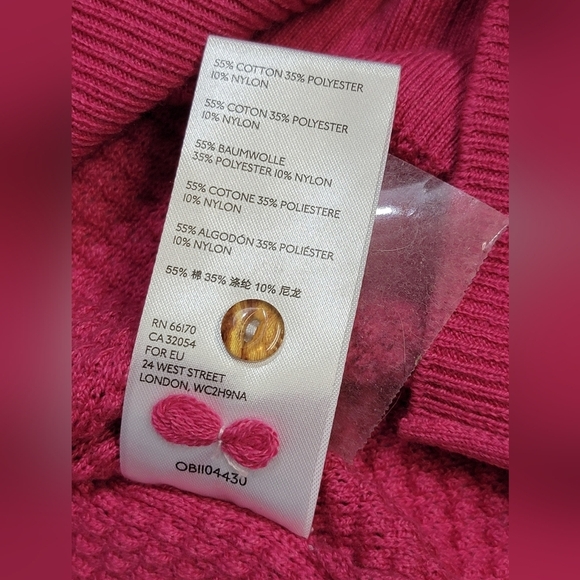 55% COTTON 35% POLYESTER
10% NYLON
55% COTON 35% POLYESTER
10% NYLON
55% BAUMWOLLE
35% POLYESTER 10% NYLON
55% COTONE 35% POLIESTERE
10% NYLON
55% ALGODÓN 35% POLIÉSTER
10% NYLON
55% 棉 35% 涤纶 10% 尼龙
RN 66170
CA 32054
FOR EU
24 WEST STREET
LONDON, WC2H9NA
OB110443U